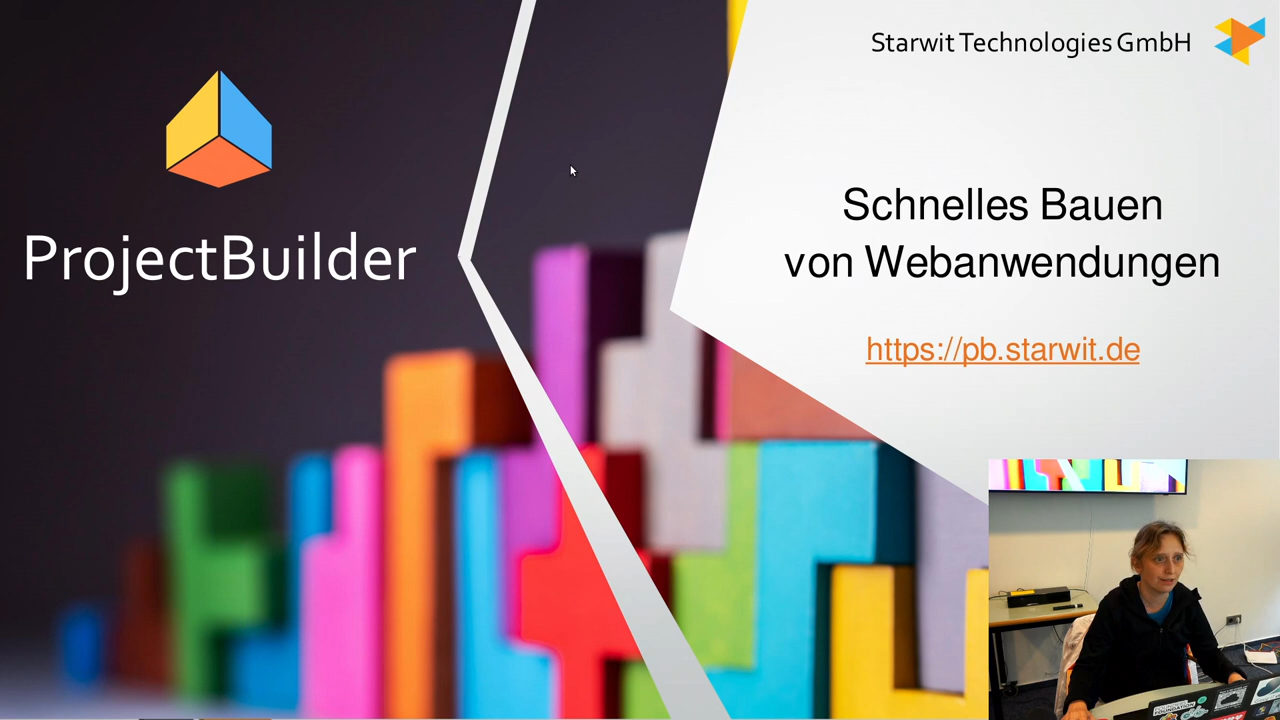 Starwit Technologies GmbH
ProjectBuilder
Schnelles Bauen
von Webanwendungen
https://pb.starwit.de